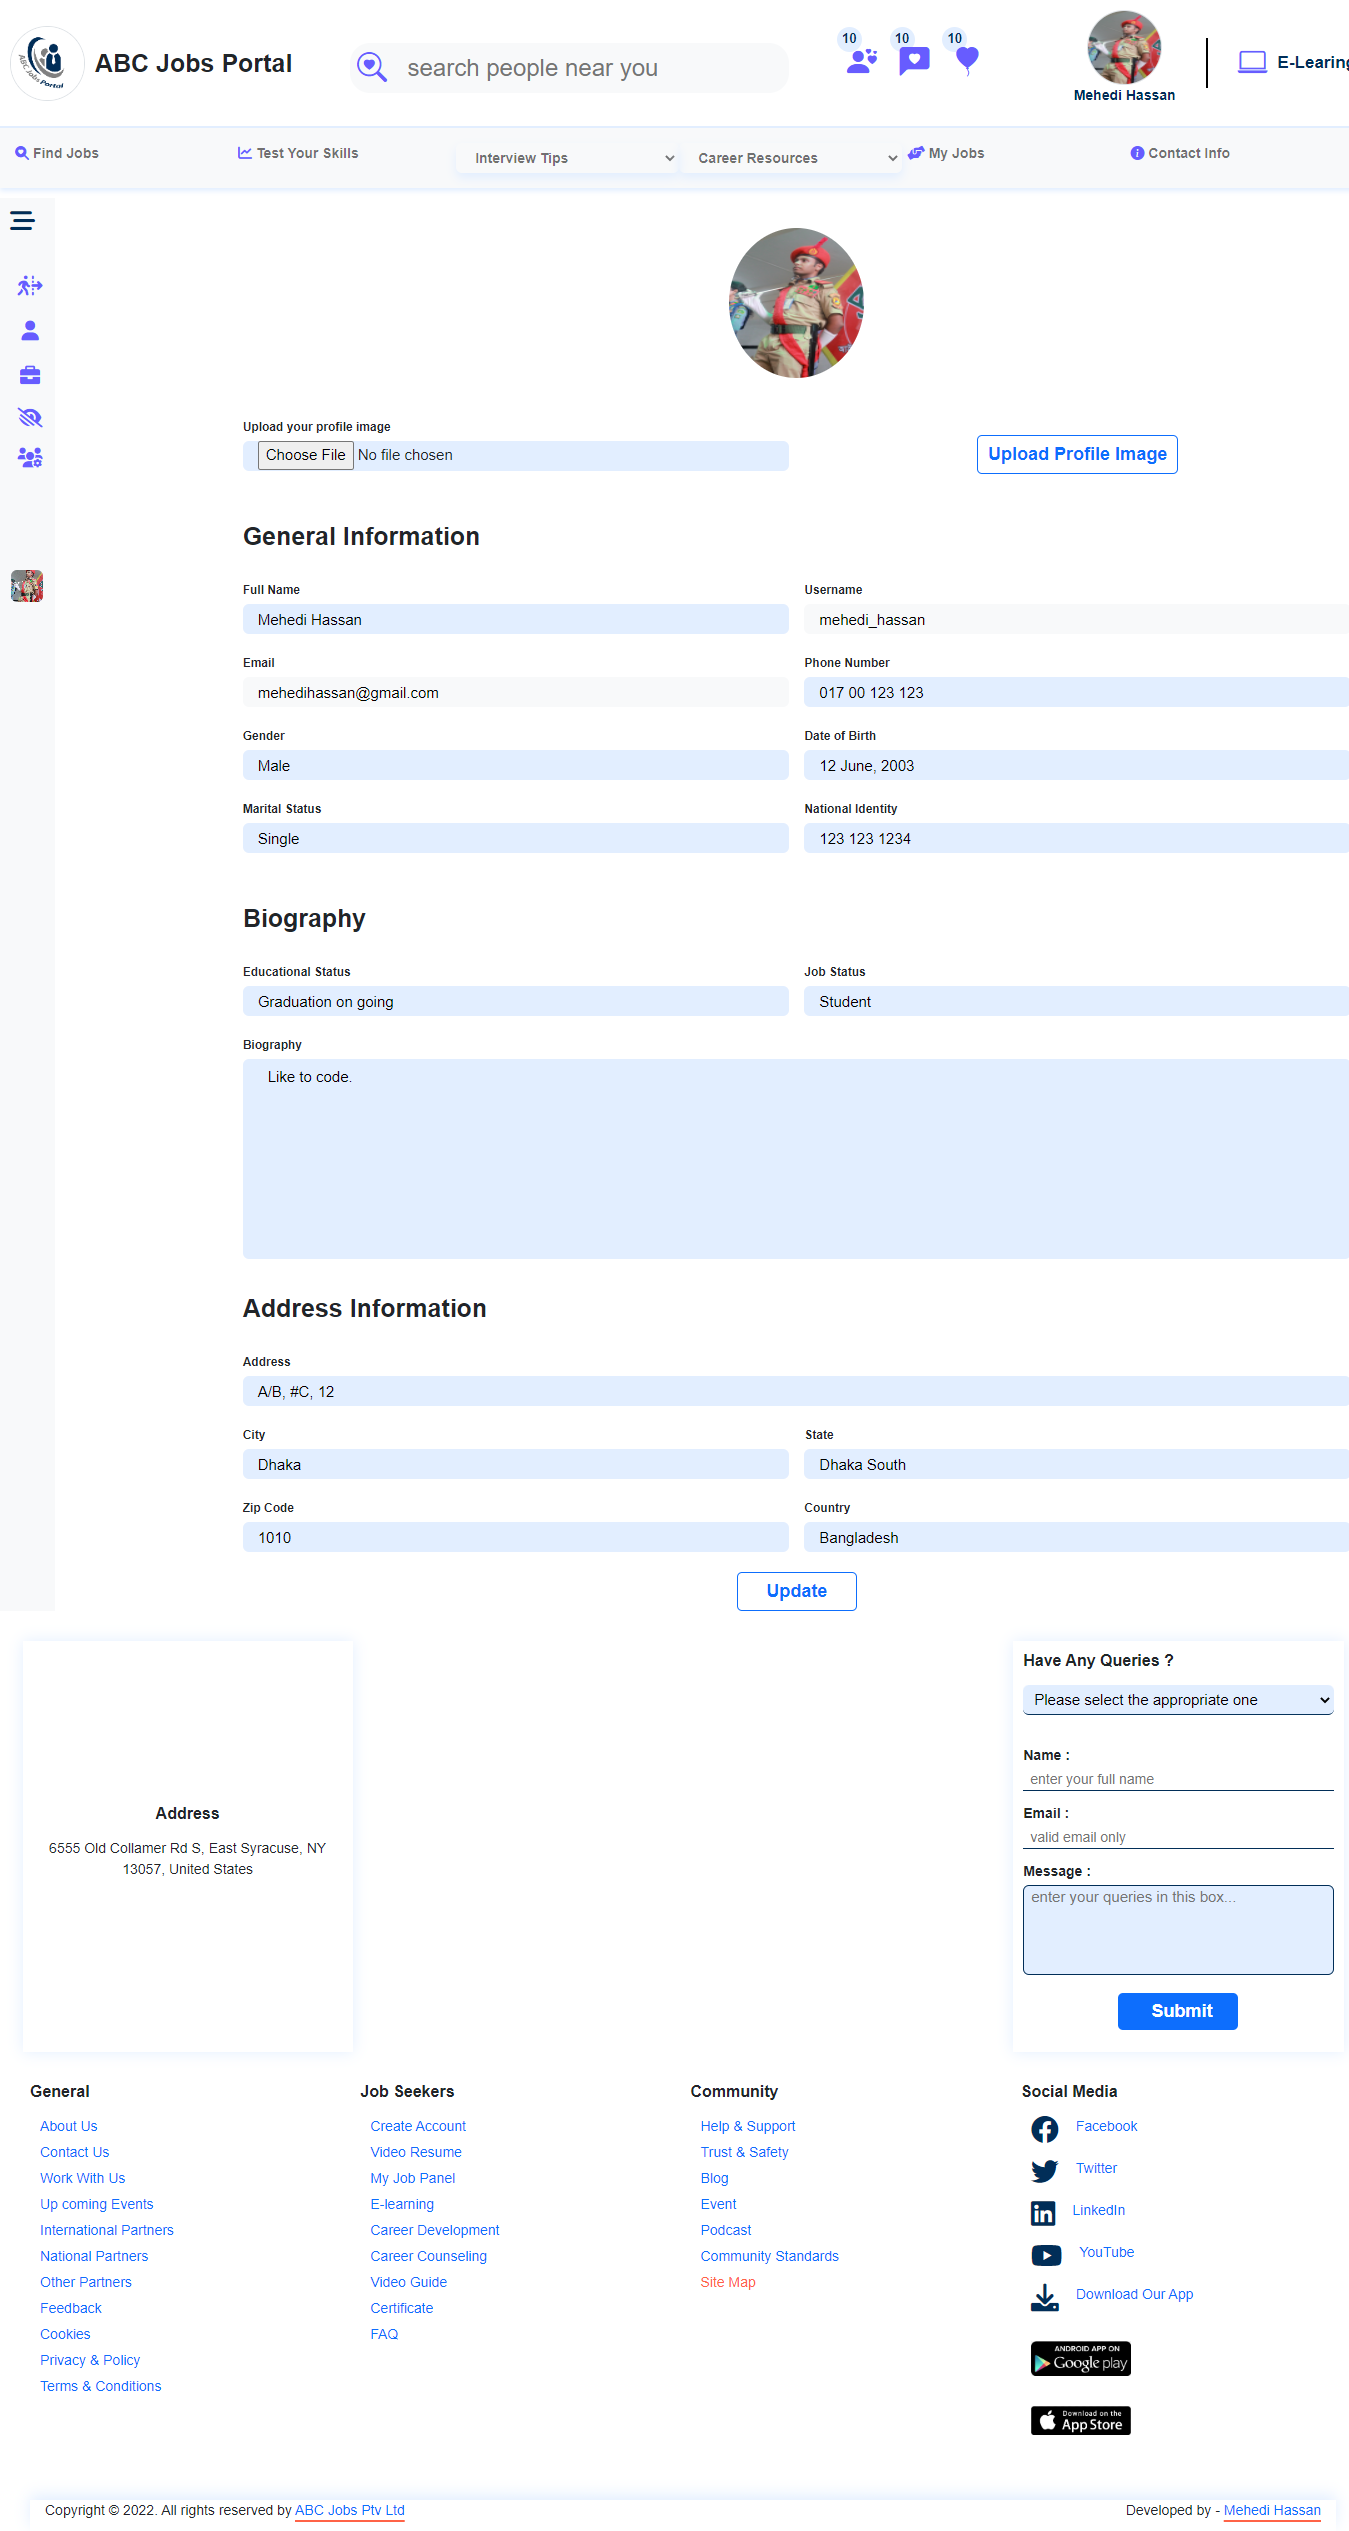 ABC Jobs Portal
ABC Jobs Portal
search people near you
10
10
10
Mehedi Hassan
E-Learing
Find Jobs
Test Your Skills
Interview Tips
Career Resources
My Jobs
Contact Info
Upload your profile image
Choose File No file chosen
Upload Profile Image
General Information
Full Name
Username
Mehedi Hassan
mehedi_hassan
Email
Phone Number
mehedihassan@gmail.com
017 00 123 123
Gender
Date of Birth
Male
12 June, 2003
Marital Status
National Identity
Single
123 123 1234
Biography
Educational Status
Job Status
Graduation on going
Student
Biography
Like to code.
Address Information
Address
A/B, #C, 12
City
State
Dhaka
Dhaka South
Zip Code
Country
1010
Bangladesh
Update
Address
6555 Old Collamer Rd S, East Syracuse, NY
13057, United States
Have Any Queries ?
Please select the appropriate one
Name :
enter your full name
Email :
valid email only
Message :
enter your queries in this box...
Submit
General
About Us
Contact Us
Work With Us
Up coming Events
International Partners
National Partners
Other Partners
Feedback
Cookies
Privacy & Policy
Terms & Conditions
Job Seekers
Create Account
Video Resume
My Job Panel
E-learning
Career Development
Career Counseling
Video Guide
Certificate
FAQ
Community
Help & Support
Trust & Safety
Blog
Event
Podcast
Community Standards
Site Map
Social Media
Facebook
Twitter
LinkedIn
YouTube
Download Our App
ANDROID APP ON
Google play
Download on the
App Store
Copyright © 2022. All rights reserved by ABC Jobs Ptv Ltd
Developed by - Mehedi Hassan